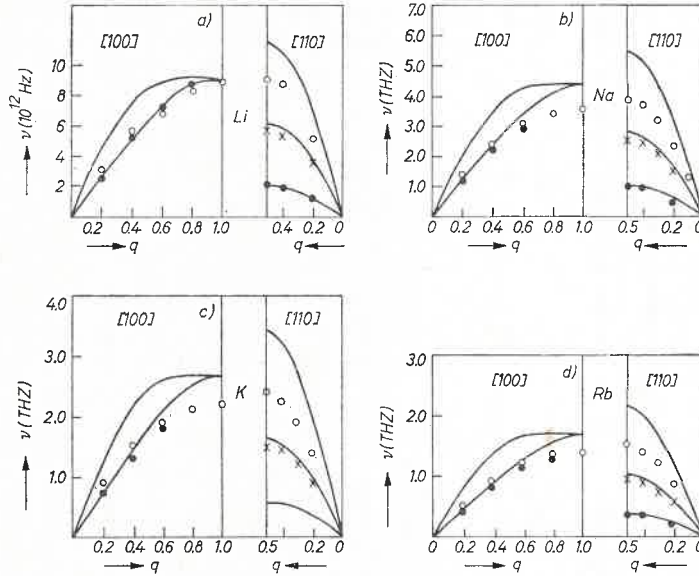 a)
[100]
[110]
ν(10¹² Hz)
10
8
6
4
2
Li
0.2 0.4 0.6 0.8 1.0
0.5 0.2 0
q
q
b)
[100]
[110]
ν(THZ)
7.0
6.0
5.0
4.0
3.0
2.0
1.0
Na
0 0.2 0.4 0.6 0.8 1.0
0.5 0.2 0
q
q
c)
[100]
[110]
ν(THZ)
4.0
3.0
2.0
1.0
K
0.2 0.4 0.6 0.8 1.0
0.5 0.2 0
q
q
d)
[100]
[110]
ν(THZ)
3.0
2.0
1.0
Rb
0 0.2 0.4 0.6 0.8 1.0
0.5 0.2 0
q
q